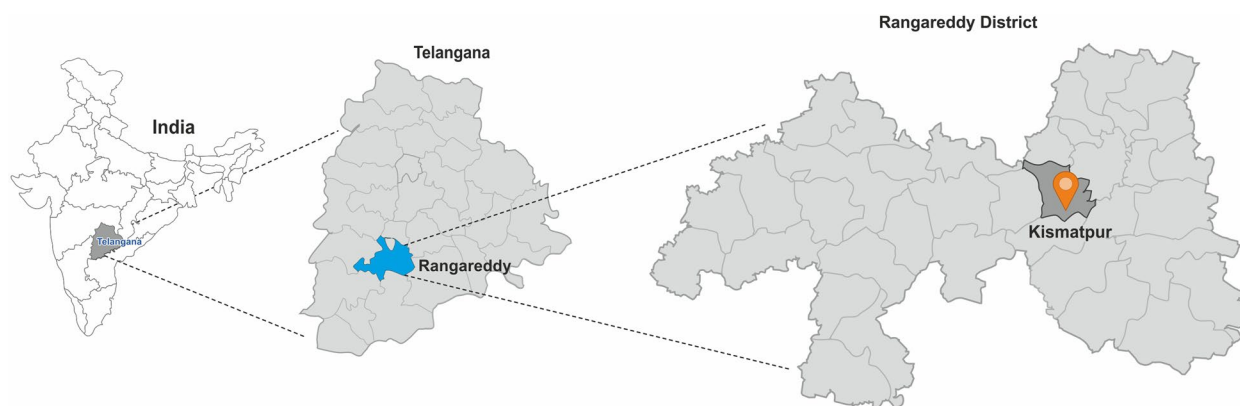 India
Telangana
Telangana
Rangareddy
Rangareddy District
Kismatpur